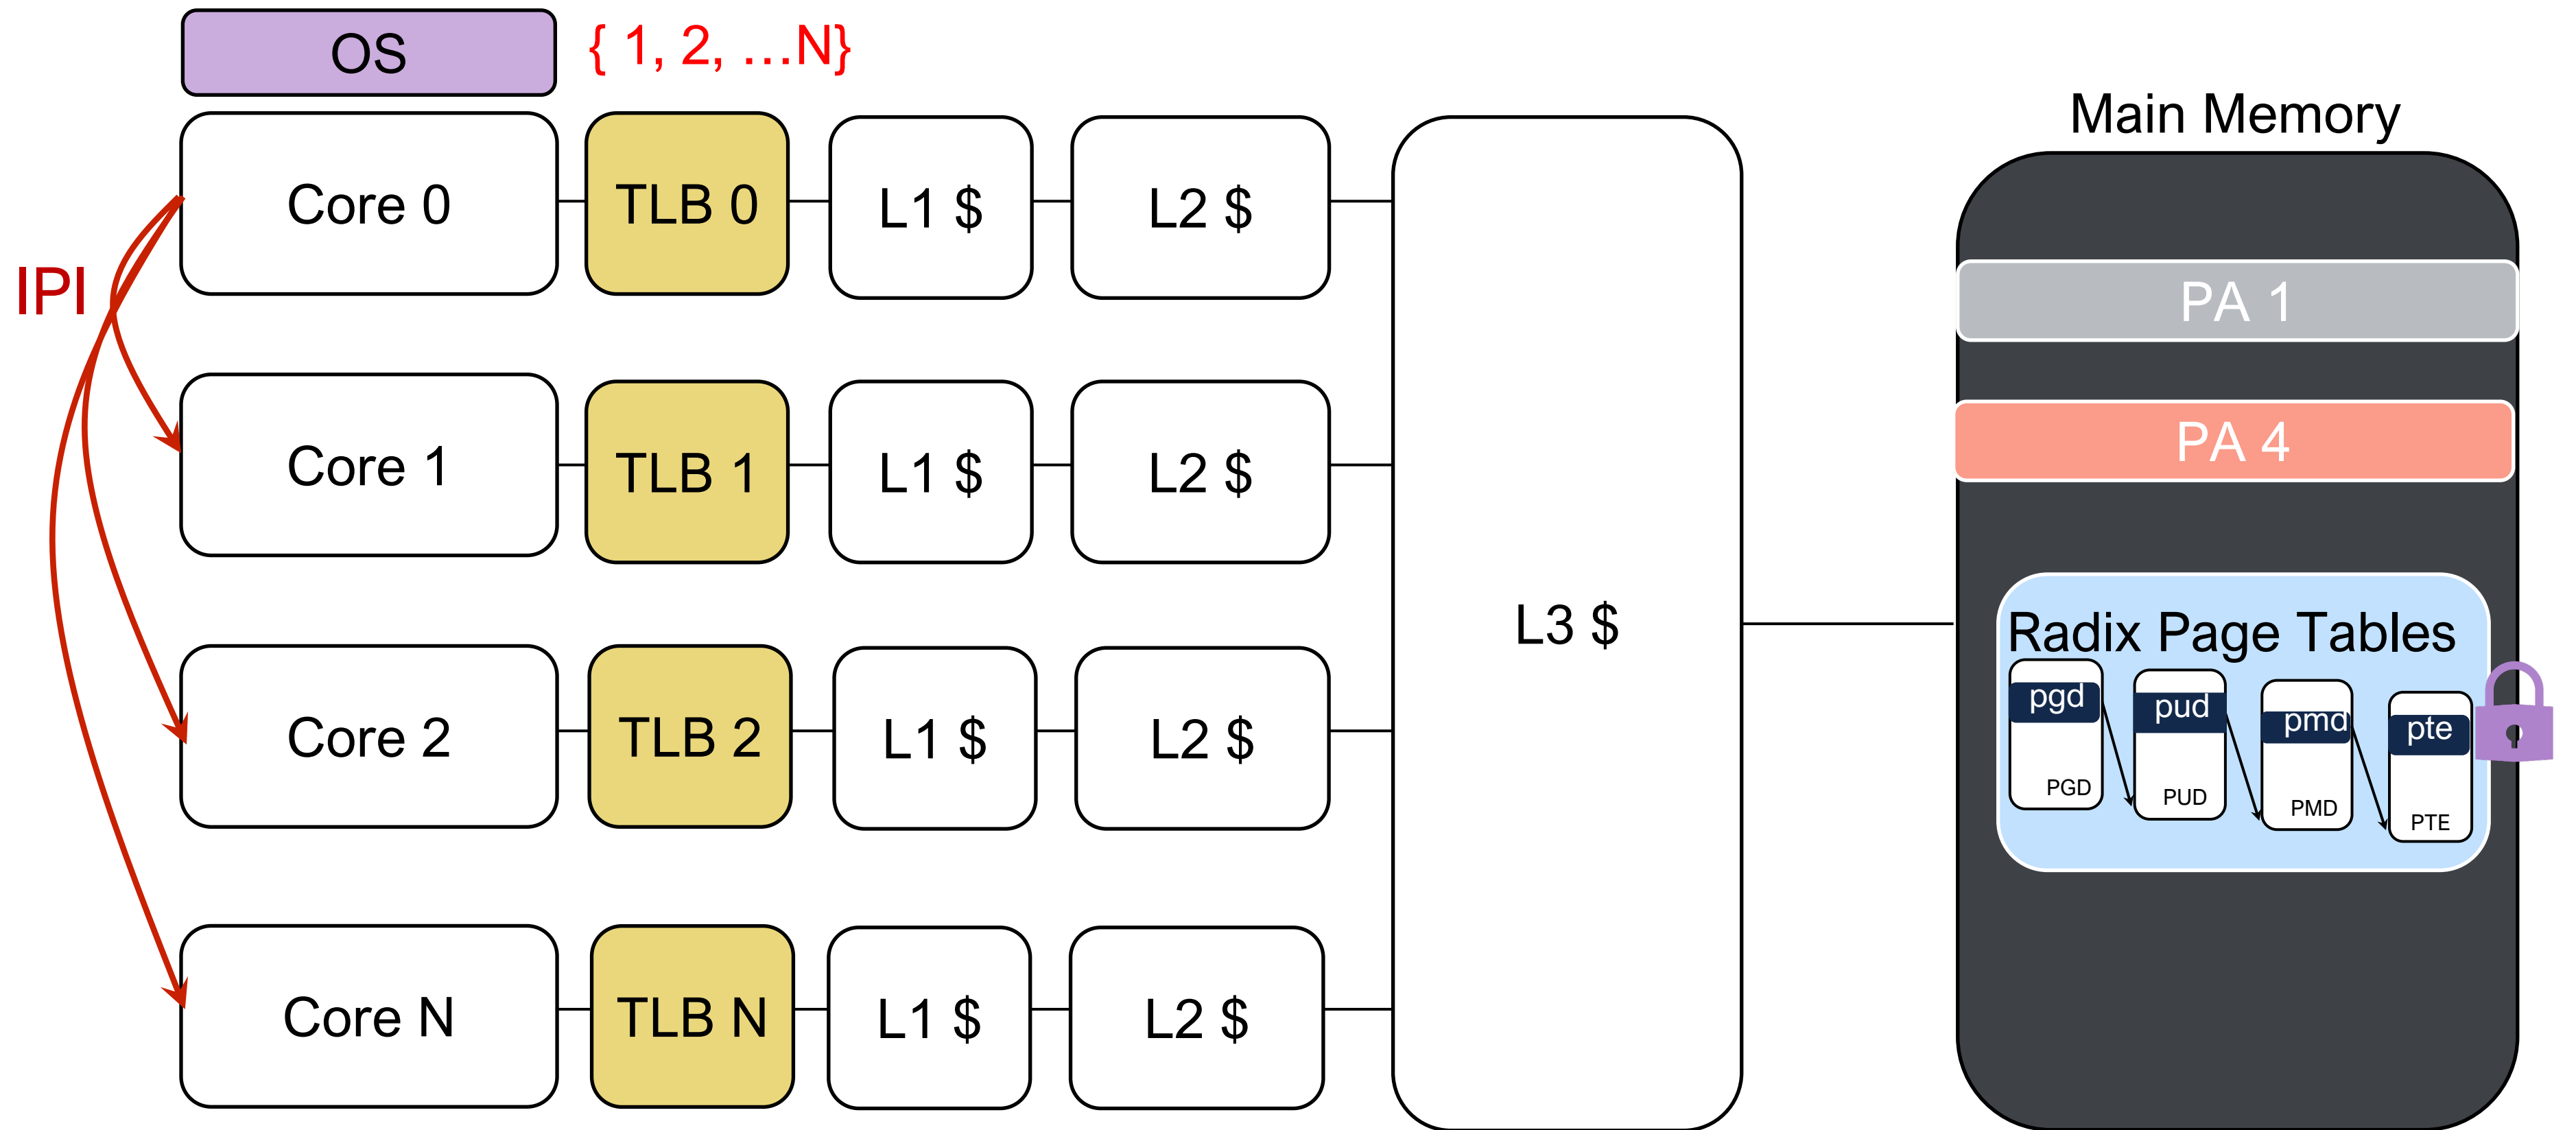 OS
{ 1, 2, …N}
Main Memory
Core 0
TLB 0
L1 $
L2 $
IPI
PA 1
PA 4
Core 1
TLB 1
L1 $
L2 $
L3 $
Radix Page Tables
pgd
pud
pmd
pte
PGD
PUD
PMD
PTE
Core 2
TLB 2
L1 $
L2 $
Core N
TLB N
L1 $
L2 $